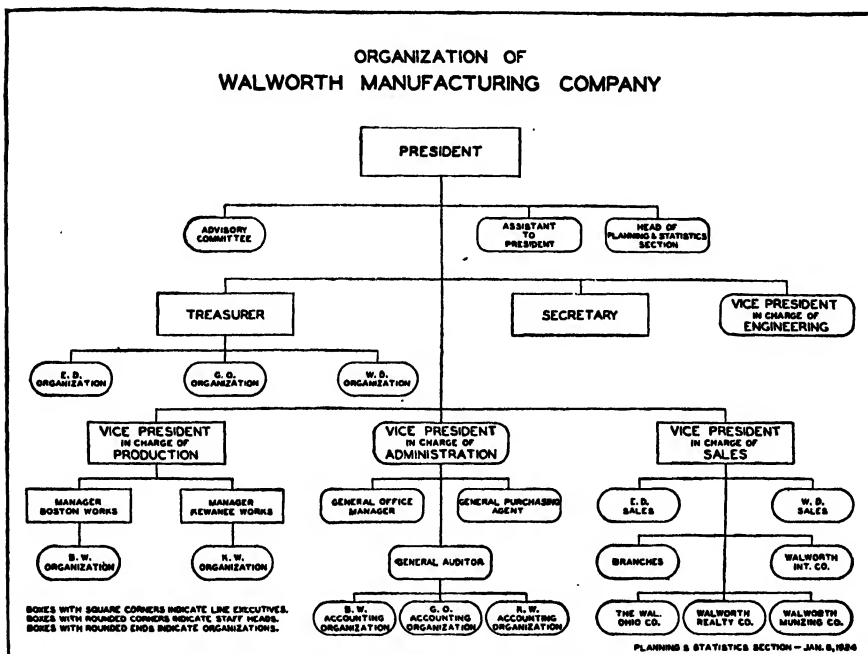 ORGANIZATION OF
WALWORTH MANUFACTURING COMPANY
PRESIDENT
ADVISORY
COMMITTEE
ASSISTANT
TO
PRESIDENT
HEAD OF
PLANNING & STATISTICS
SECTION
TREASURER
SECRETARY
VICE PRESIDENT
IN CHARGE OF
ENGINEERING
E. D.
ORGANIZATION
G. O.
ORGANIZATION
W. D.
ORGANIZATION
VICE PRESIDENT
IN CHARGE OF
PRODUCTION
VICE PRESIDENT
IN CHARGE OF
ADMINISTRATION
VICE PRESIDENT
IN CHARGE OF
SALES
MANAGER
BOSTON WORKS
MANAGER
KEWANEE WORKS
GENERAL OFFICE
MANAGER
GENERAL PURCHASING
AGENT
E. D.
SALES
W. D.
SALES
B. W.
ORGANIZATION
K. W.
ORGANIZATION
GENERAL AUDITOR
BRANCHES
WALWORTH
INT. CO.
B. W.
ACCOUNTING
ORGANIZATION
G. O.
ACCOUNTING
ORGANIZATION
K. W.
ACCOUNTING
ORGANIZATION
THE WAL.
OHIO CO.
WALWORTH
REALTY CO.
WALWORTH
MUNZING CO.
BOXES WITH SQUARE CORNERS INDICATE LINE EXECUTIVES.
BOXES WITH ROUNDED CORNERS INDICATE STAFF HEADS.
BOXES WITH ROUNDED ENDS INDICATE ORGANIZATIONS.
PLANNING & STATISTICS SECTION - JAN. 8, 1924